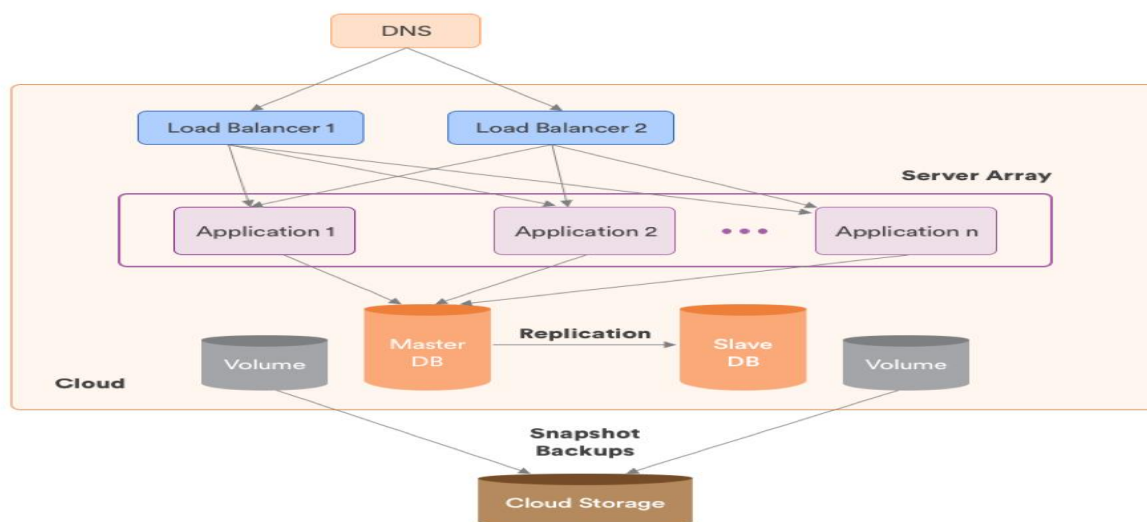 DNS
Load Balancer 1
Load Balancer 2
Server Array
Application 1
Application 2
Application n
Master
DB
Replication
Slave
DB
Volume
Volume
Cloud
Snapshot
Backups
Cloud Storage